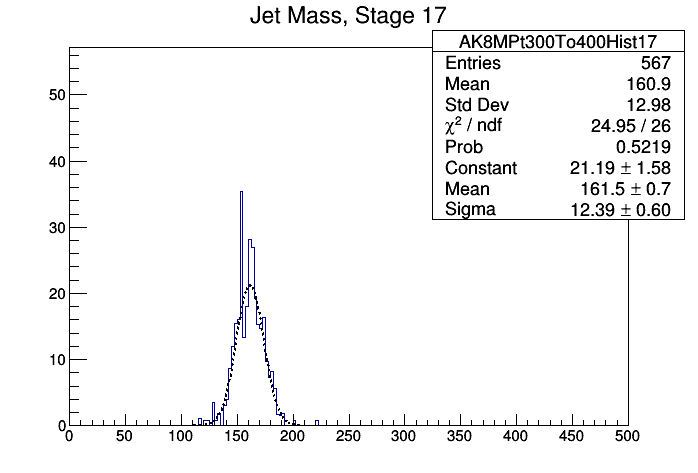 Jet Mass, Stage 17
AK8MPt300To400Hist17
Entries 567
Mean 160.9
Std Dev 12.98
χ² / ndf 24.95 / 26
Prob 0.5219
Constant 21.19 ± 1.58
Mean 161.5 ± 0.7
Sigma 12.39 ± 0.60
50
40
30
20
10
0
0 50 100 150 200 250 300 350 400 450 500